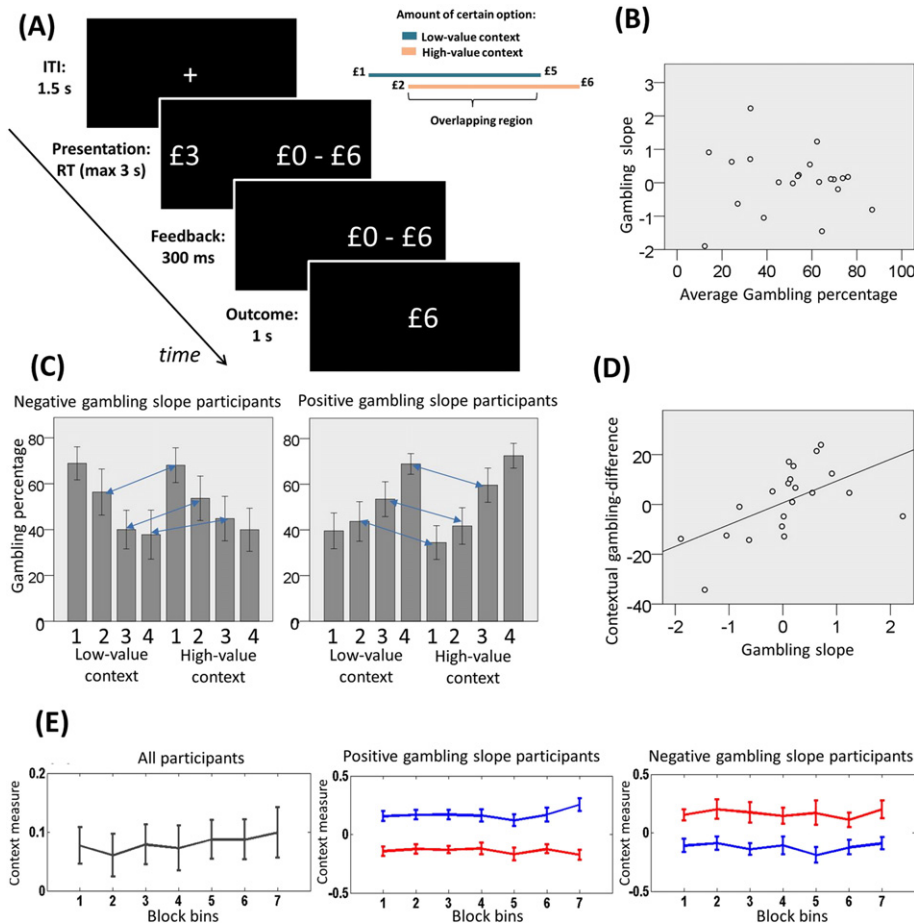 (A)
ITI:
1.5 s
+
Presentation:
RT (max 3 s)
£3 £0 - £6
Feedback:
300 ms
£0 - £6
Outcome:
1 s
£6
time
Amount of certain option:
Low-value context
High-value context
£1 £5
£2 £6
Overlapping region
(B)
Gambling slope
3
2
1
0
-1
-2
0 20 40 60 80 100
Average Gambling percentage
(C)
Negative gambling slope participants
Positive gambling slope participants
Gambling percentage
80
60
40
20
0
1 2 3 4 1 2 3 4
Low-value context
High-value context
1 2 3 4 1 2 3 4
Low-value context
High-value context
(D)
Contextual gambling-difference
20
0
-20
-40
-2 -1 0 1 2
Gambling slope
(E)
All participants
Context measure
0.2
0.1
0
1 2 3 4 5 6 7
Block bins
Positive gambling slope participants
Context measure
0.5
0
-0.5
1 2 3 4 5 6 7
Block bins
Negative gambling slope participants
Context measure
0.5
0
-0.5
1 2 3 4 5 6 7
Block bins